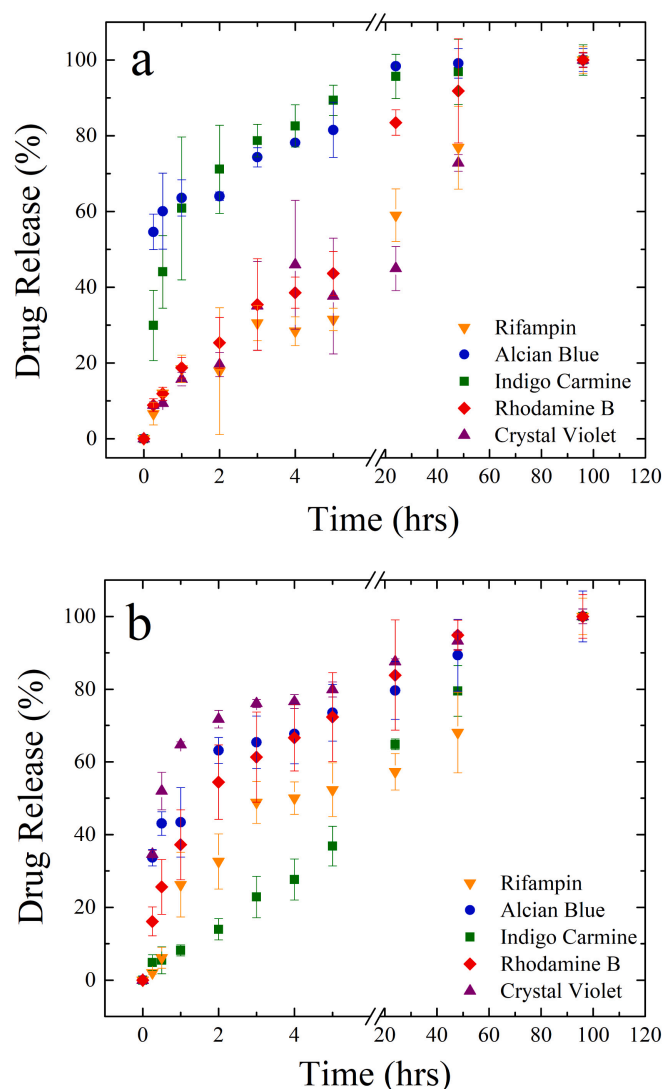 a
100
80
60
40
20
0
Drug Release (%)
Rifampin
Alcian Blue
Indigo Carmine
Rhodamine B
Crystal Violet
0 2 4 20 40 60 80 100 120
Time (hrs)
b
100
80
60
40
20
0
Drug Release (%)
Rifampin
Alcian Blue
Indigo Carmine
Rhodamine B
Crystal Violet
0 2 4 20 40 60 80 100 120
Time (hrs)